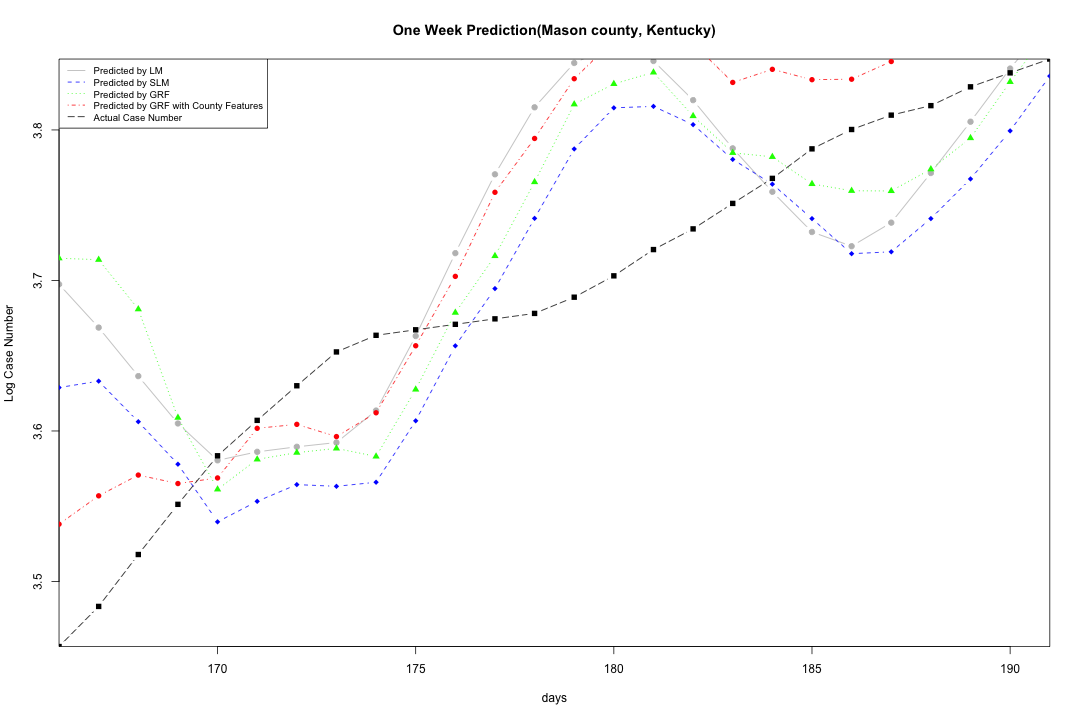 One Week Prediction(Mason county, Kentucky)
Predicted by LM
Predicted by SLM
Predicted by GRF
Predicted by GRF with County Features
Actual Case Number
Log Case Number
3.8
3.7
3.6
3.5
170 175 180 185 190
days